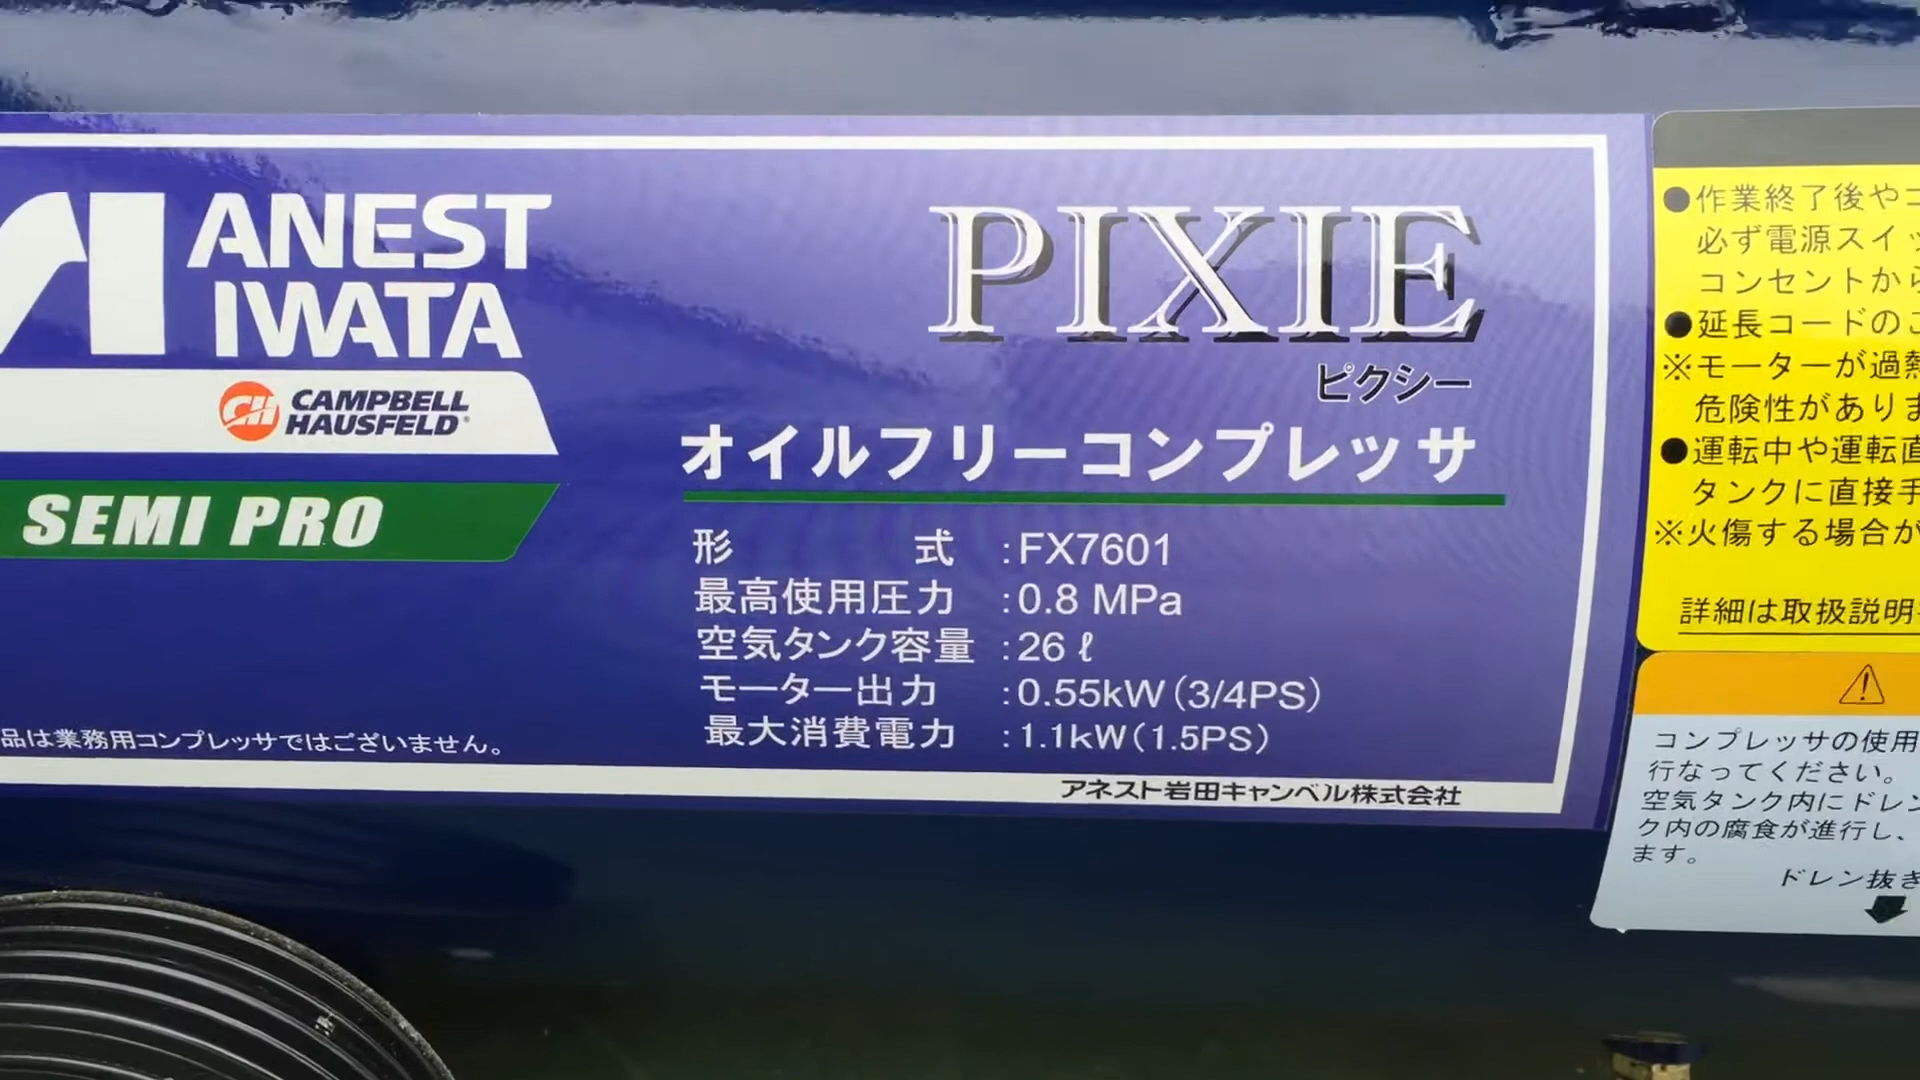 ANEST
IWATA
CAMPBELL
HAUSFELD
SEMI PRO
PIXIE
ピクシー
オイルフリーコンプレッサ
形式:FX7601
最高使用圧力:0.8 MPa
空気タンク容量:26ℓ
モーター出力:0.55kW(3/4PS)
最大消費電力:1.1kW(1.5PS)
品は業務用コンプレッサではございません。
アネスト岩田キャンベル株式会社
●作業終了後やコ
必ず電源スイッ
コンセントから
●延長コードのご
※モーターが過熱
危険性がありま
●運転中や運転直
タンクに直接手
※火傷する場合が
詳細は取扱説明
コンプレッサの使用
行なってください。
空気タンク内にドレン
ク内の腐食が進行し、
ます。
ドレン抜き